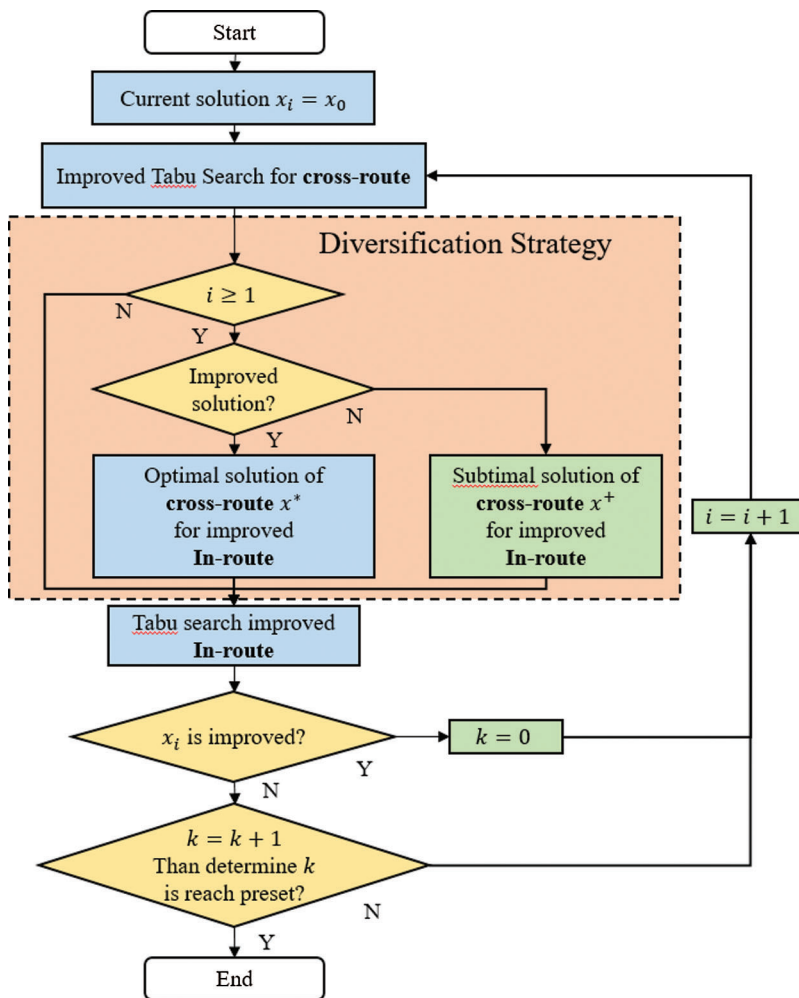 Start
Current solution x_i = x_0
Improved Tabu Search for cross-route
Diversification Strategy
i ≥ 1
N
Y
Improved
solution?
N
Y
Optimal solution of
cross-route x*
for improved
In-route
Subtimal solution of
cross-route x⁺
for improved
In-route
i = i + 1
Tabu search improved
In-route
x_i is improved?
Y
k = 0
N
k = k + 1
Than determine k
is reach preset?
N
Y
End